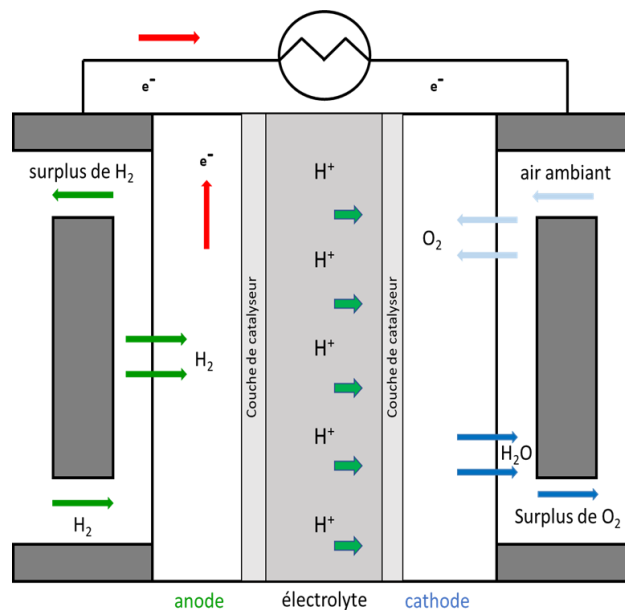 e⁻
e⁻
surplus de H₂
e⁻
H⁺
air ambiant
O₂
H⁺
Couche de catalyseur
Couche de catalyseur
H₂
H⁺
H⁺
H₂O
H₂
H⁺
Surplus de O₂
anode
électrolyte
cathode